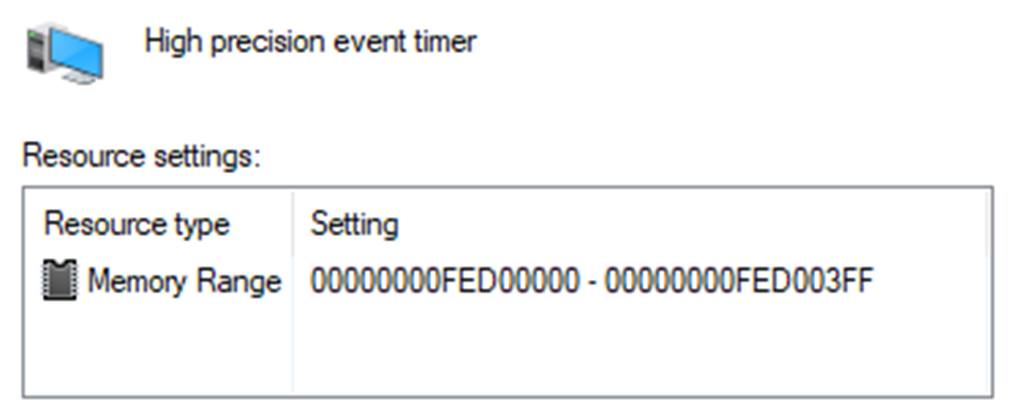 High precision event timer
Resource settings:
Resource type Setting
Memory Range 00000000FED00000 - 00000000FED003FF